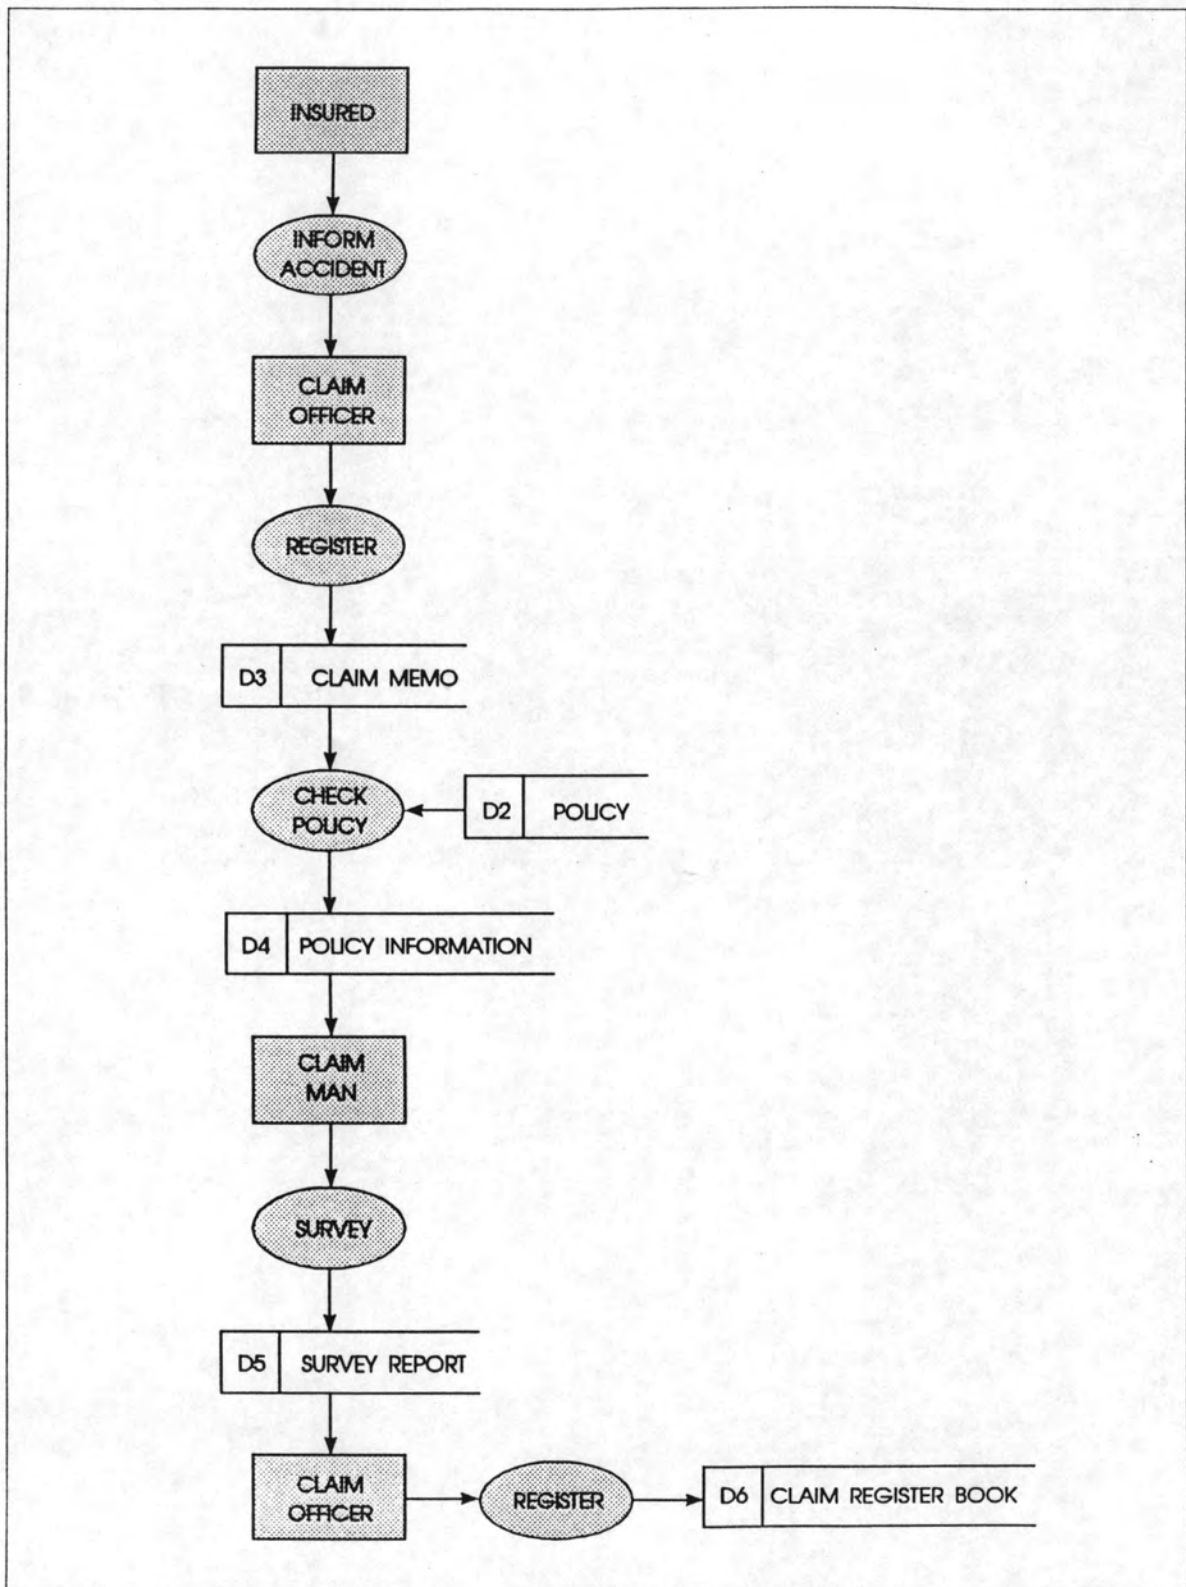 INSURED
INFORM
ACCIDENT
CLAIM
OFFICER
REGISTER
D3 CLAIM MEMO
CHECK
POLICY
D2 POLICY
D4 POLICY INFORMATION
CLAIM
MAN
SURVEY
D5 SURVEY REPORT
CLAIM
OFFICER
REGISTER
D6 CLAIM REGISTER BOOK